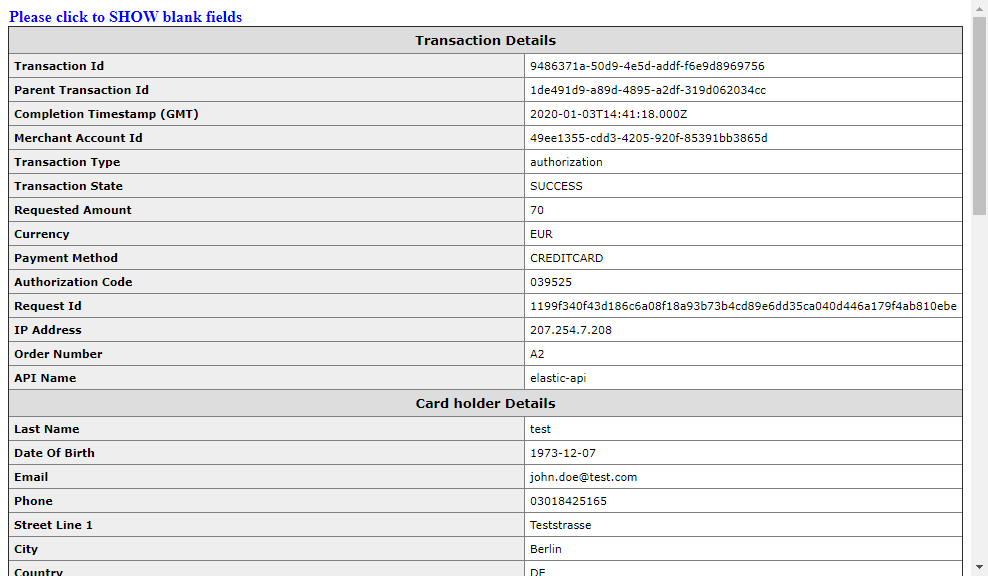 Please click to SHOW blank fields
Transaction Details
Transaction Id 9486371a-50d9-4e5d-addf-f6e9d8969756
Parent Transaction Id 1de491d9-a89d-4895-a2df-319d062034cc
Completion Timestamp (GMT) 2020-01-03T14:41:18.000Z
Merchant Account Id 49ee1355-cdd3-4205-920f-85391bb3865d
Transaction Type authorization
Transaction State SUCCESS
Requested Amount 70
Currency EUR
Payment Method CREDITCARD
Authorization Code 039525
Request Id 1199f340f43d186c6a08f18a93b73b4cd89e6dd35ca040d446a179f4ab810ebe
IP Address 207.254.7.208
Order Number A2
API Name elastic-api
Card holder Details
Last Name test
Date Of Birth 1973-12-07
Email john.doe@test.com
Phone 03018425165
Street Line 1 Teststrasse
City Berlin
Country DE